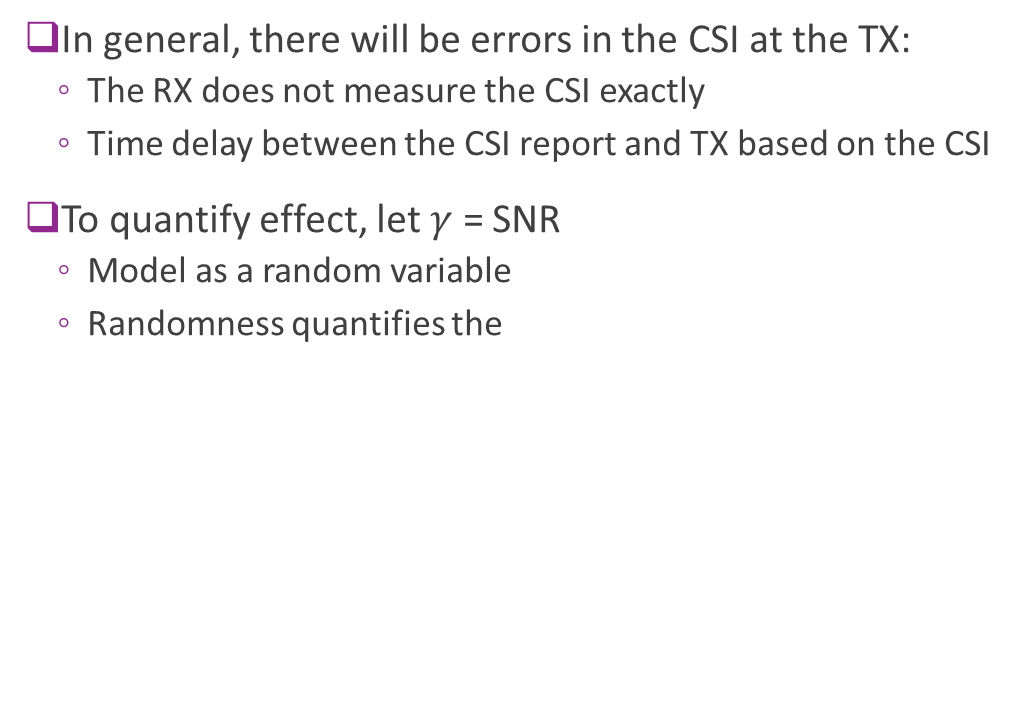 In general, there will be errors in the CSI at the TX:
The RX does not measure the CSI exactly
Time delay between the CSI report and TX based on the CSI
To quantify effect, let γ = SNR
Model as a random variable
Randomness quantifies the